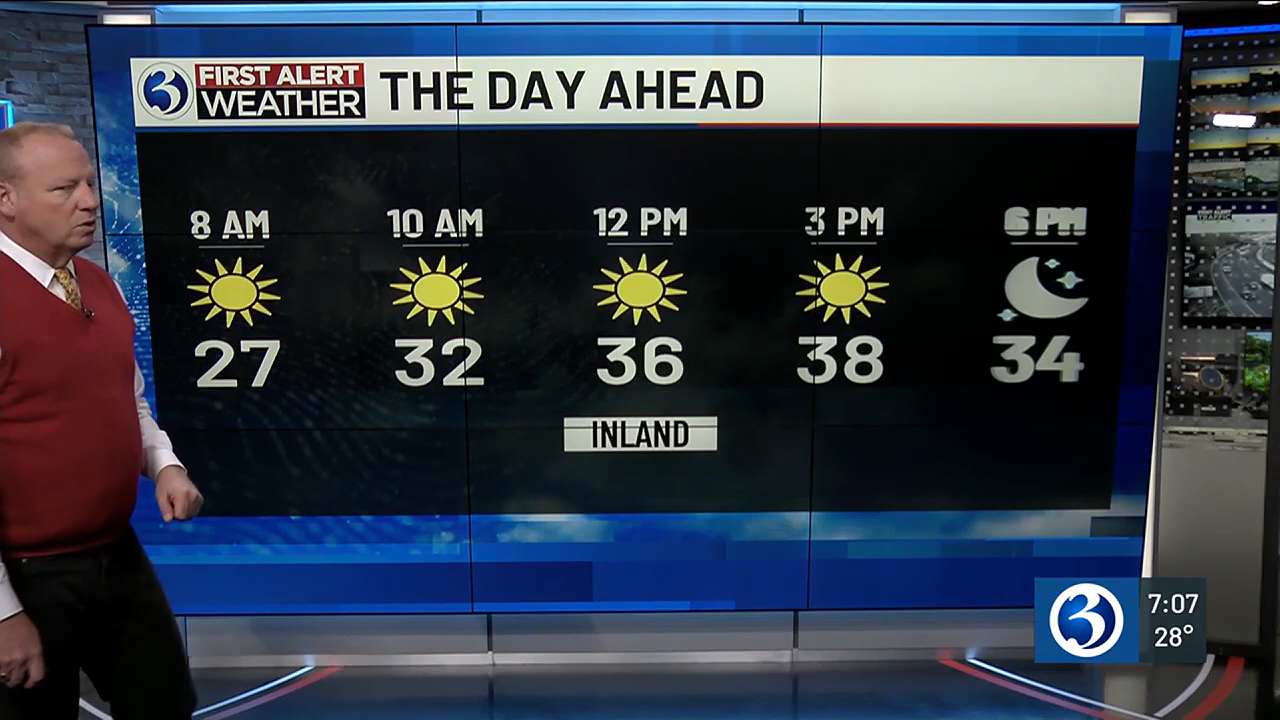 3 FIRST ALERT
WEATHER
THE DAY AHEAD
8 AM 10 AM 12 PM 3 PM 6 PM
27 32 36 38 34
INLAND
3 7:07
28°